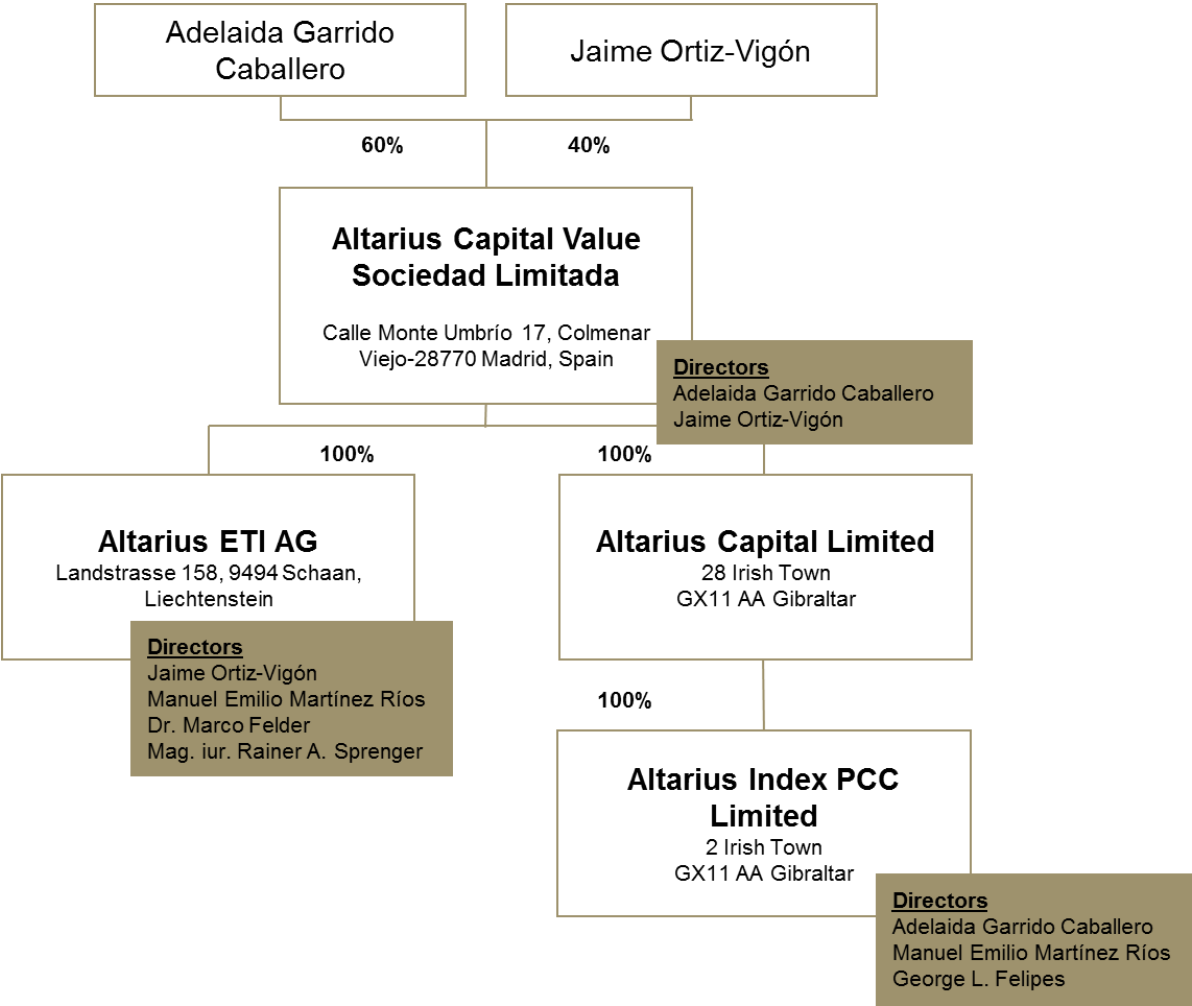 Adelaida Garrido
Caballero
Jaime Ortiz-Vigón
60%
40%
Altarius Capital Value
Sociedad Limitada
Calle Monte Umbrío 17, Colmenar
Viejo-28770 Madrid, Spain
Directors
Adelaida Garrido Caballero
Jaime Ortiz-Vigón
100%
100%
Altarius ETI AG
Landstrasse 158, 9494 Schaan,
Liechtenstein
Directors
Jaime Ortiz-Vigón
Manuel Emilio Martínez Ríos
Dr. Marco Felder
Mag. iur. Rainer A. Sprenger
Altarius Capital Limited
28 Irish Town
GX11 AA Gibraltar
100%
Altarius Index PCC
Limited
2 Irish Town
GX11 AA Gibraltar
Directors
Adelaida Garrido Caballero
Manuel Emilio Martínez Ríos
George L. Felipes